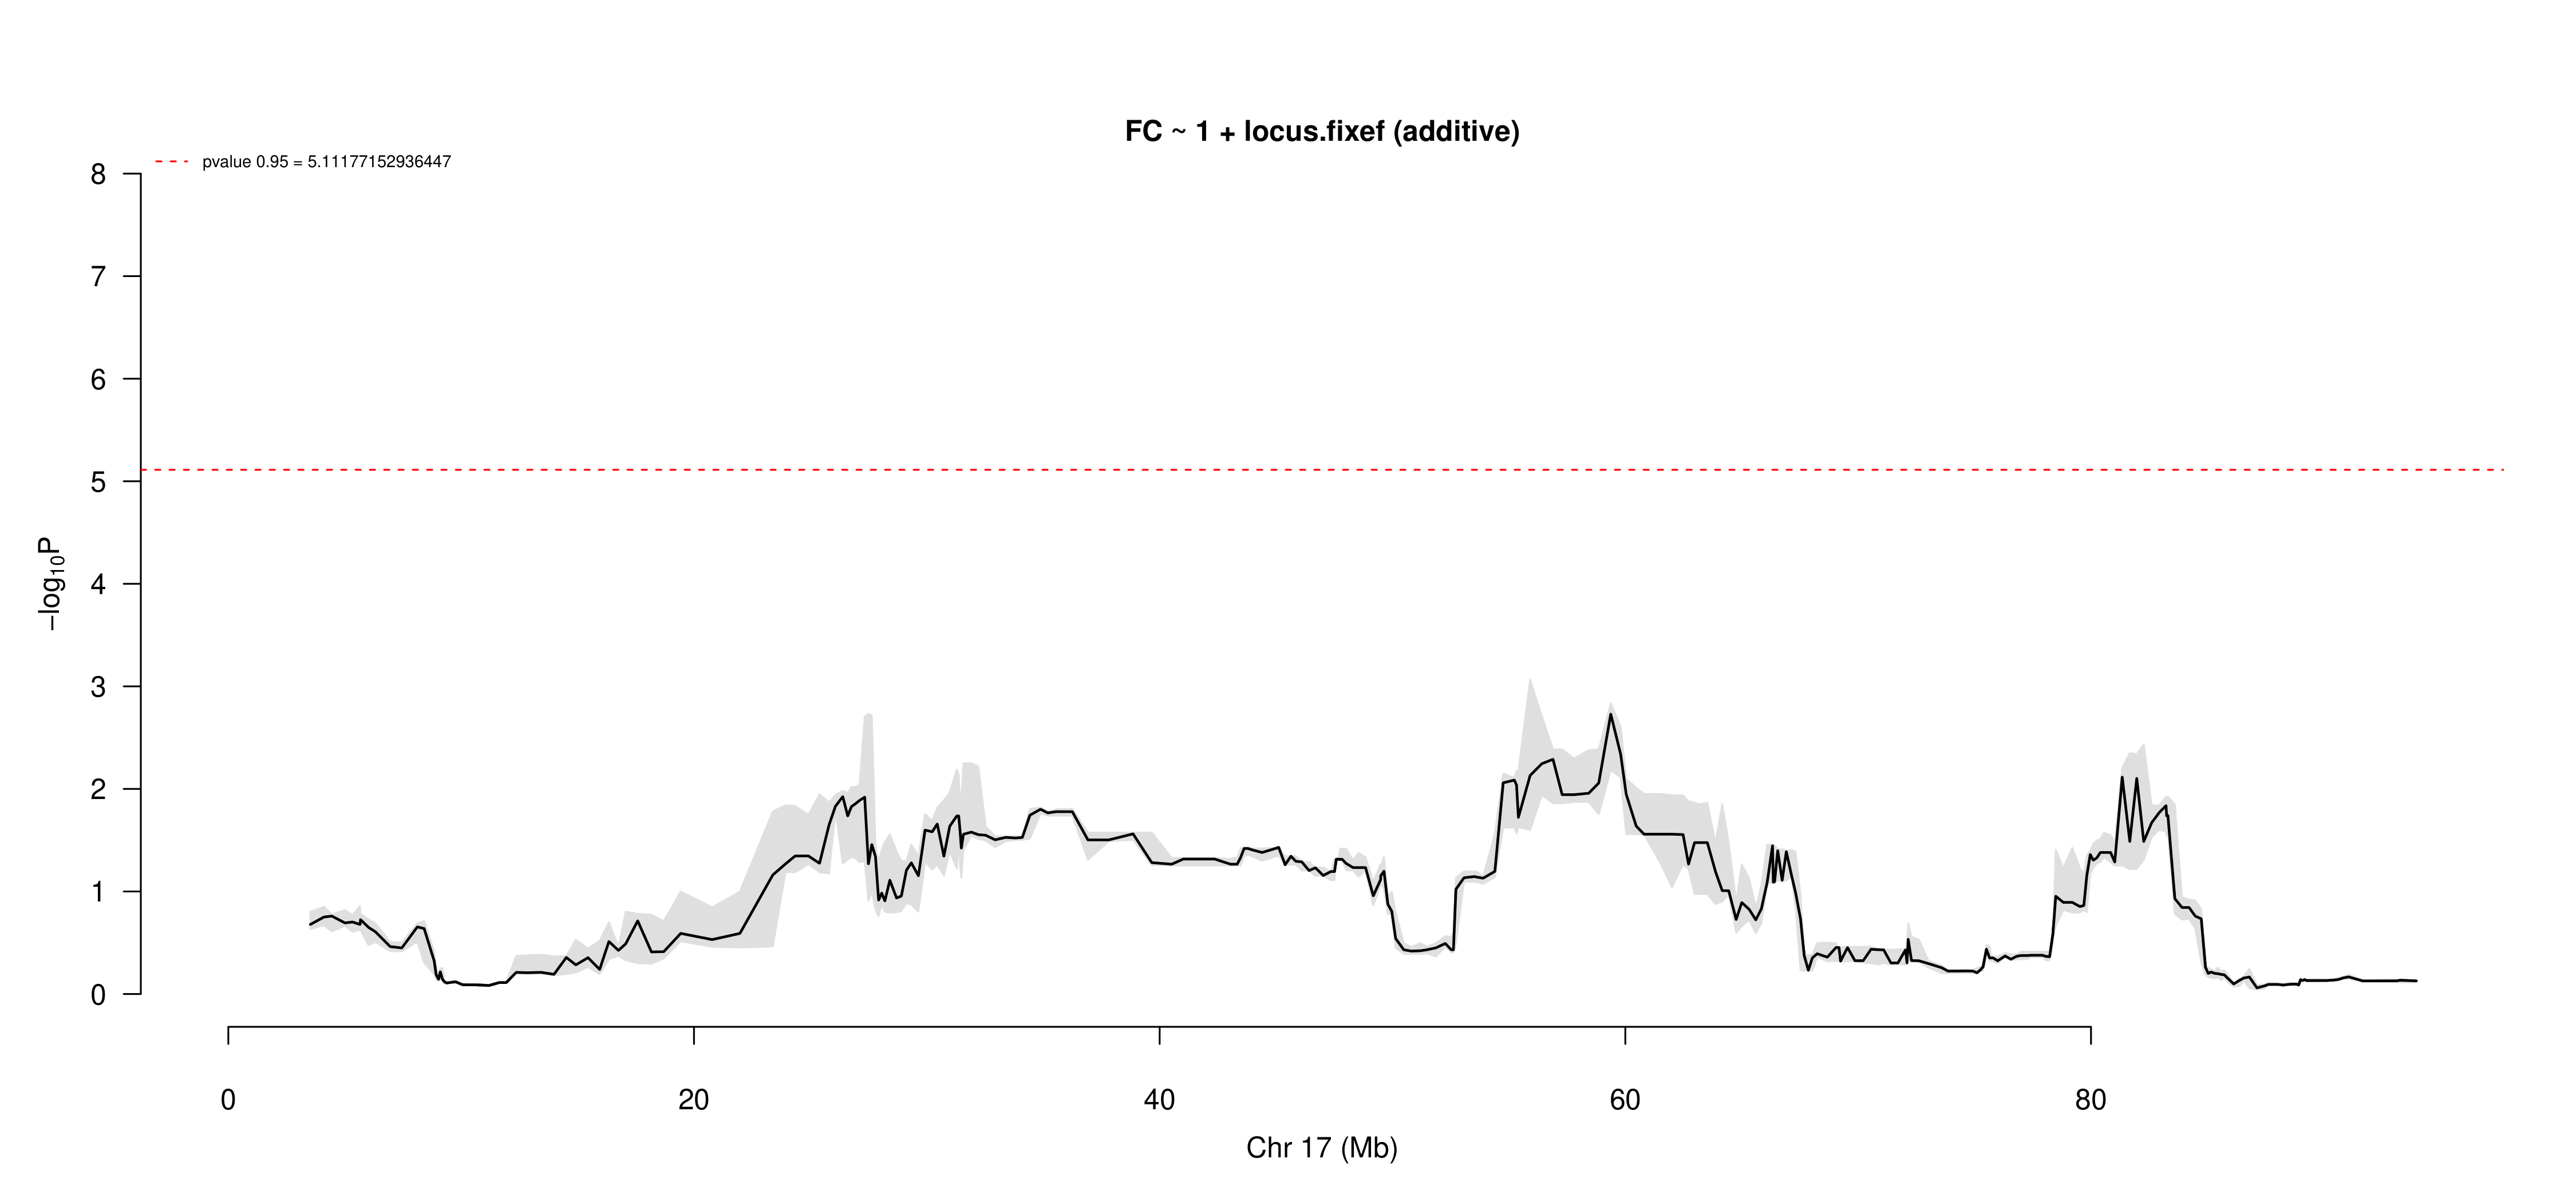 FC ~ 1 + locus.fixef (additive)
pvalue 0.95 = 5.11177152936447
8
7
6
5
4
3
2
1
0
−log10P
0 20 40 60 80
Chr 17 (Mb)